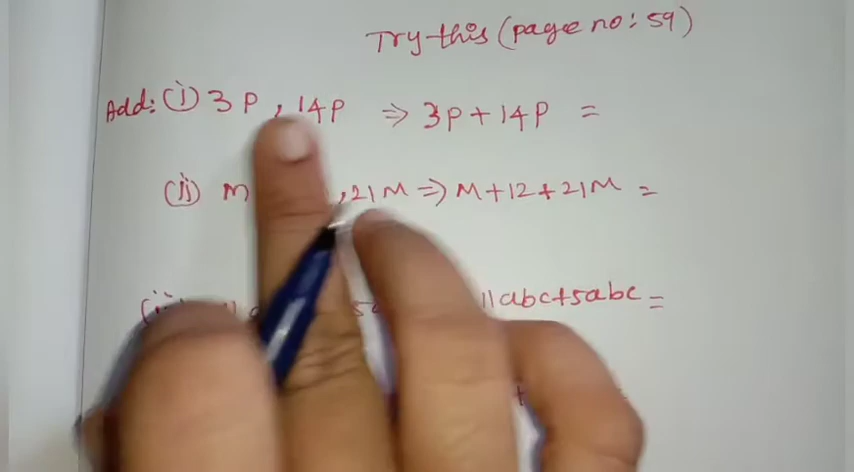 Try this (page no: 59)
Add: (i) 3P, 14P ⇒ 3P + 14P =
(ii) m ,21M ⇒ M+12+21M =
11abc+5abc =